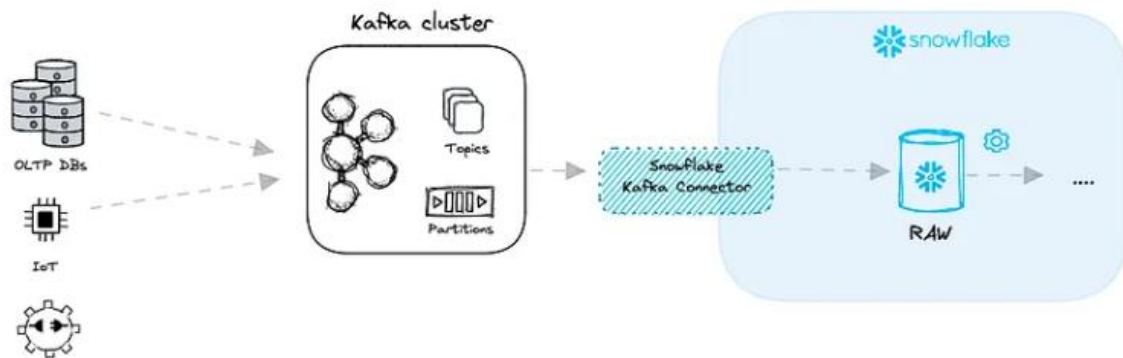 Kafka cluster
snowflake
OLTP DBs
Topics
Snowflake
Kafka Connector
Partitions
RAW
....
IoT